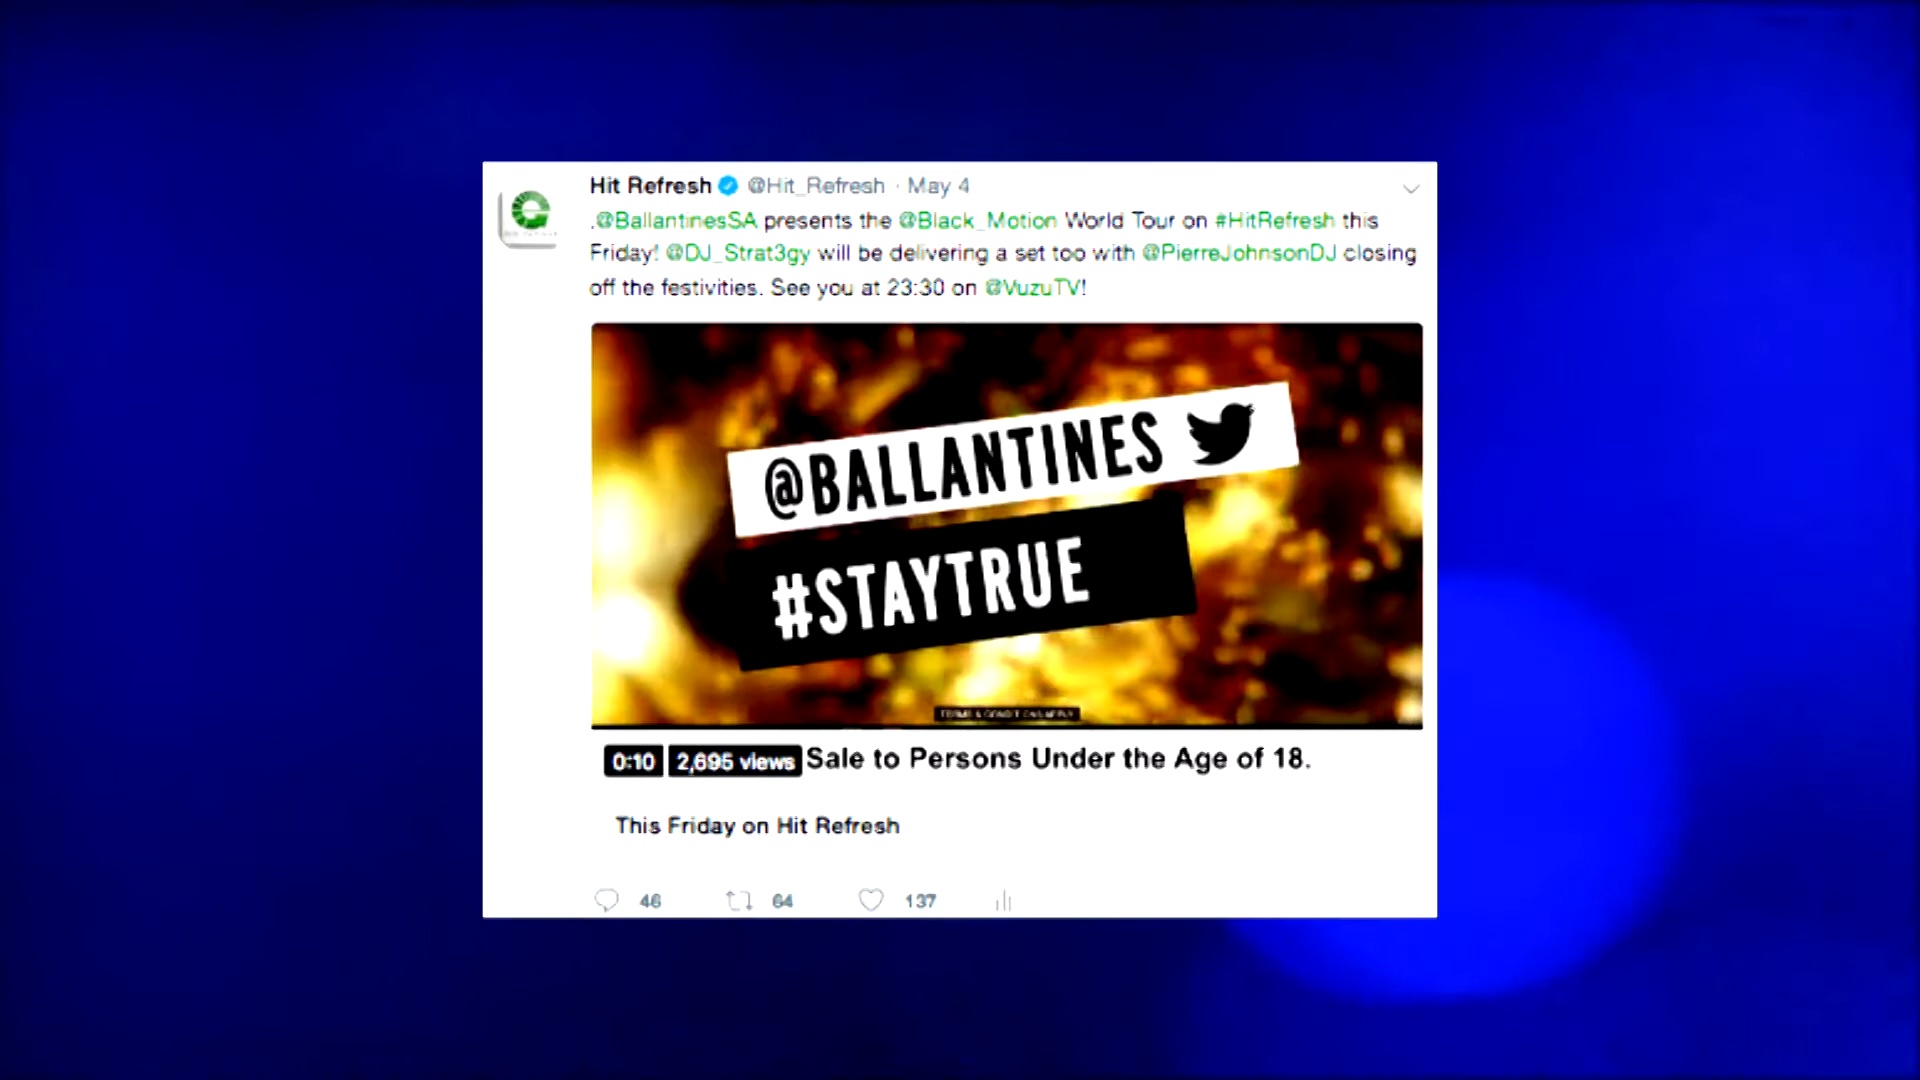 Hit Refresh @Hit_Refresh · May 4
.@BallantinesSA presents the @Black_Motion World Tour on #HitRefresh this
Friday! @DJ_Strat3gy will be delivering a set too with @PierreJohnsonDJ closing
off the festivities. See you at 23:30 on @VuzuTV!
@BALLANTINES
#STAYTRUE
TERMS & CONDITIONS APPLY
0:10 2,695 views Sale to Persons Under the Age of 18.
This Friday on Hit Refresh
46 64 137